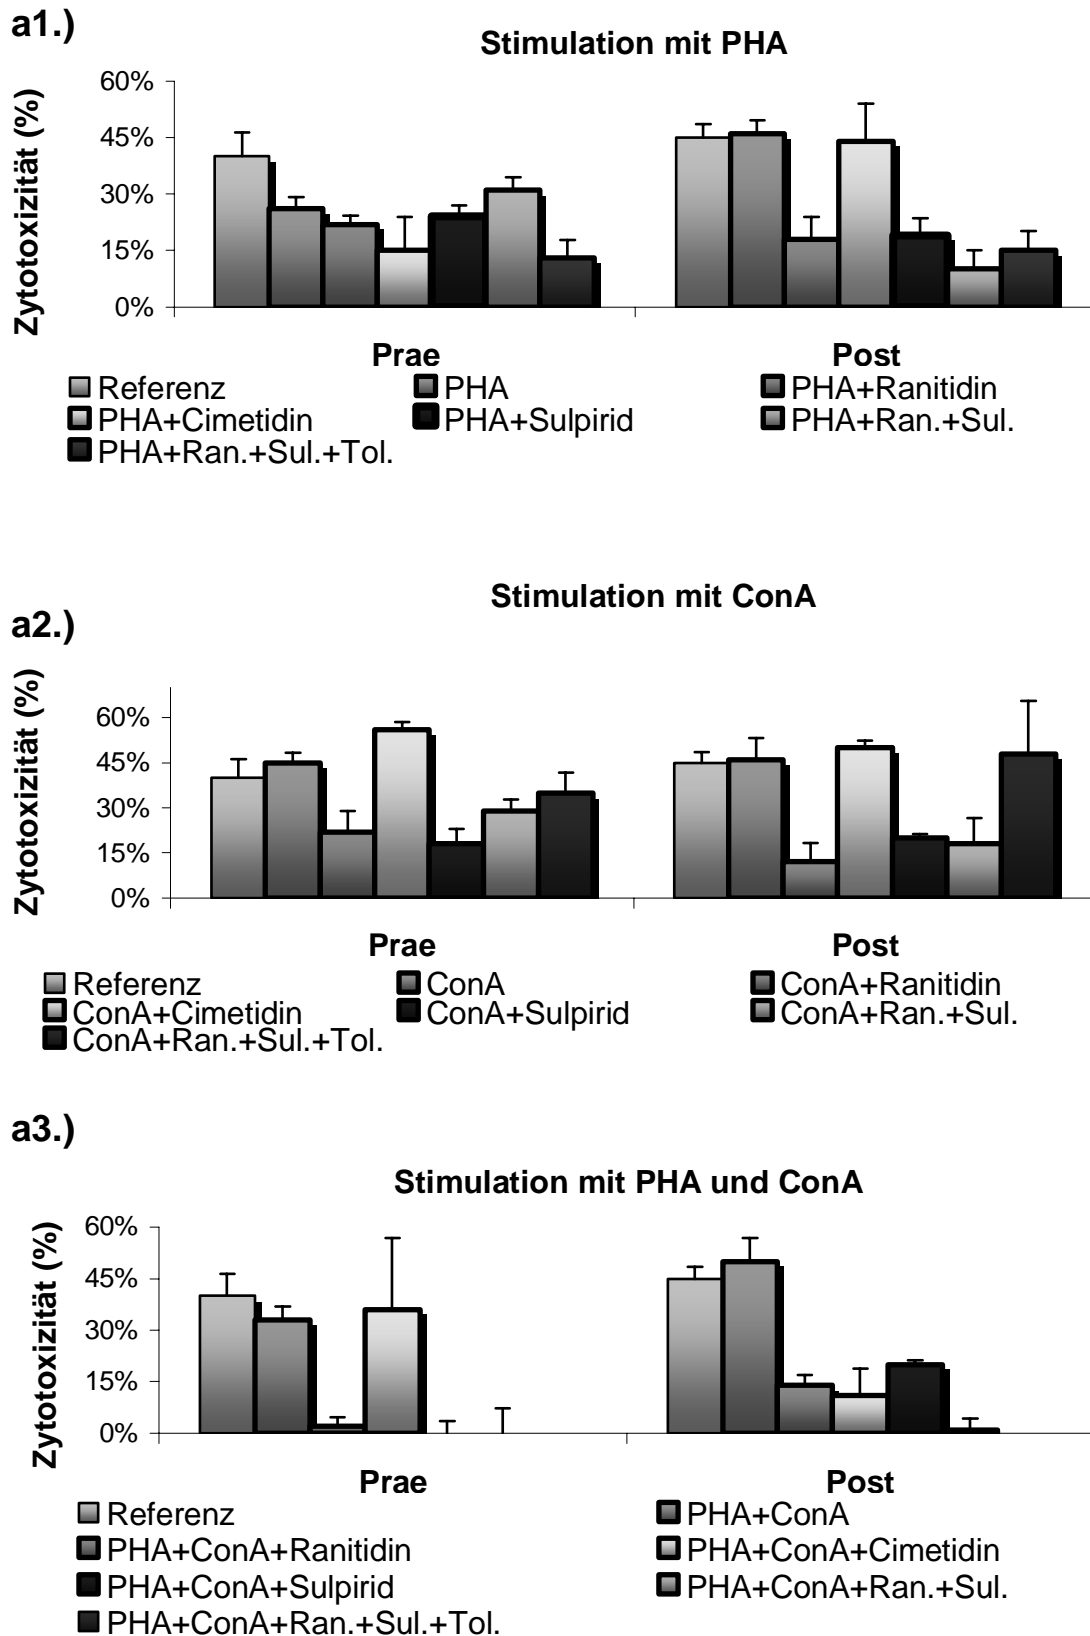 a1.)
Stimulation mit PHA
Zytotoxizität (%)
60%
45%
30%
15%
0%
Prae Post
Referenz PHA PHA+Ranitidin
PHA+Cimetidin PHA+Sulpirid PHA+Ran.+Sul.
PHA+Ran.+Sul.+Tol.
Stimulation mit ConA
a2.)
Zytotoxizität (%)
60%
45%
30%
15%
0%
Prae Post
Referenz ConA ConA+Ranitidin
ConA+Cimetidin ConA+Sulpirid ConA+Ran.+Sul.
ConA+Ran.+Sul.+Tol.
a3.)
Stimulation mit PHA und ConA
Zytotoxizität (%)
60%
45%
30%
15%
0%
Prae Post
Referenz PHA+ConA
PHA+ConA+Ranitidin PHA+ConA+Cimetidin
PHA+ConA+Sulpirid PHA+ConA+Ran.+Sul.
PHA+ConA+Ran.+Sul.+Tol.